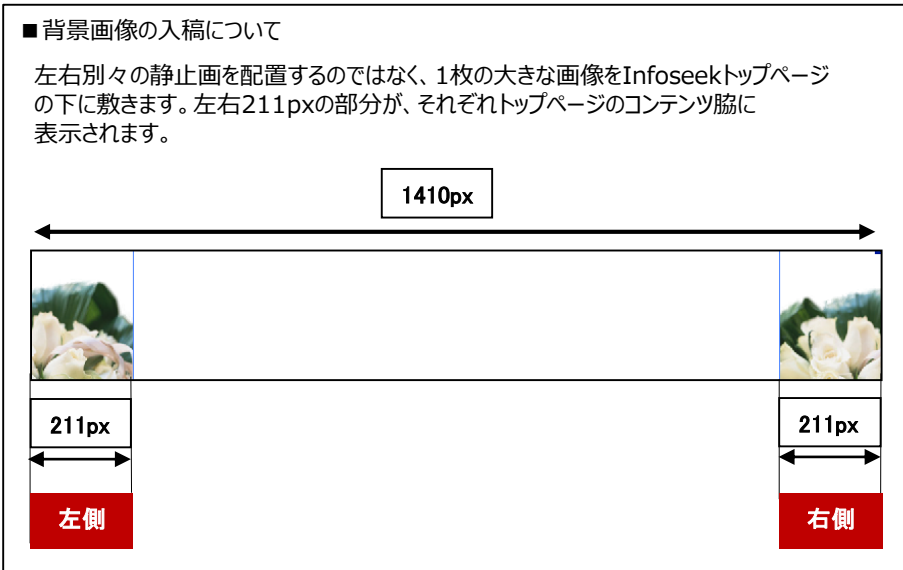 ■背景画像の入稿について
左右別々の静止画を配置するのではなく、1枚の大きな画像をInfoseekトップページ
の下に敷きます。左右211pxの部分が、それぞれトップページのコンテンツ脇に
表示されます。
1410px
211px
211px
左側
右側